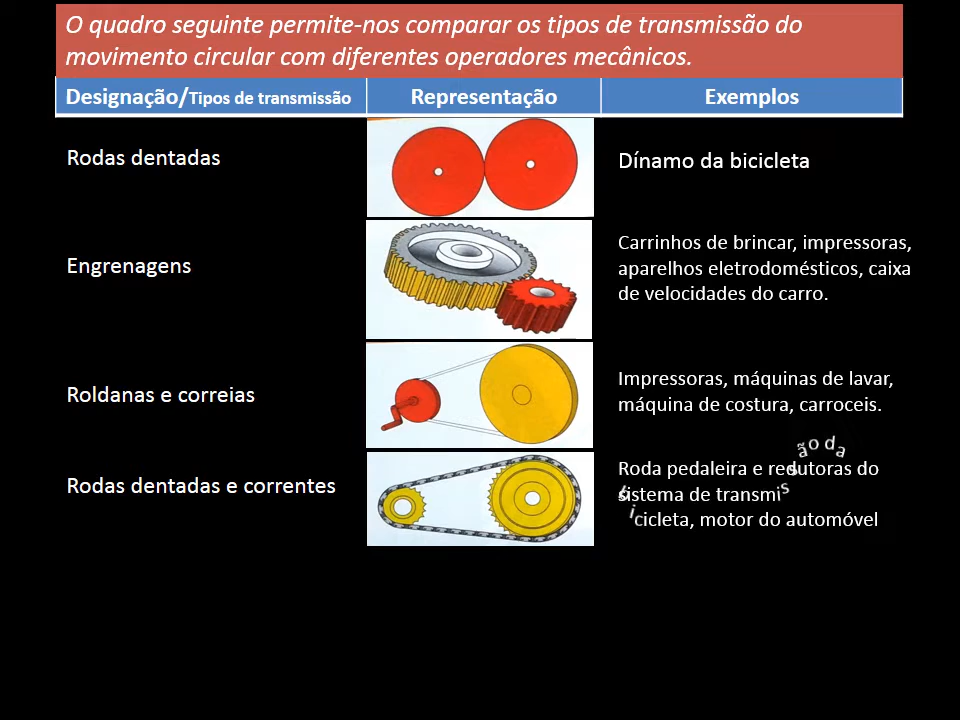 O quadro seguinte permite-nos comparar os tipos de transmissão do
movimento circular com diferentes operadores mecânicos.
Designação/Tipos de transmissão
Representação
Exemplos
Rodas dentadas
Dínamo da bicicleta
Engrenagens
Carrinhos de brincar, impressoras,
aparelhos eletrodomésticos, caixa
de velocidades do carro.
Roldanas e correias
Impressoras, máquinas de lavar,
máquina de costura, carroceis.
Rodas dentadas e correntes
Roda pedaleira e redutoras do
sistema de transmissão da
bicicleta, motor do automóvel